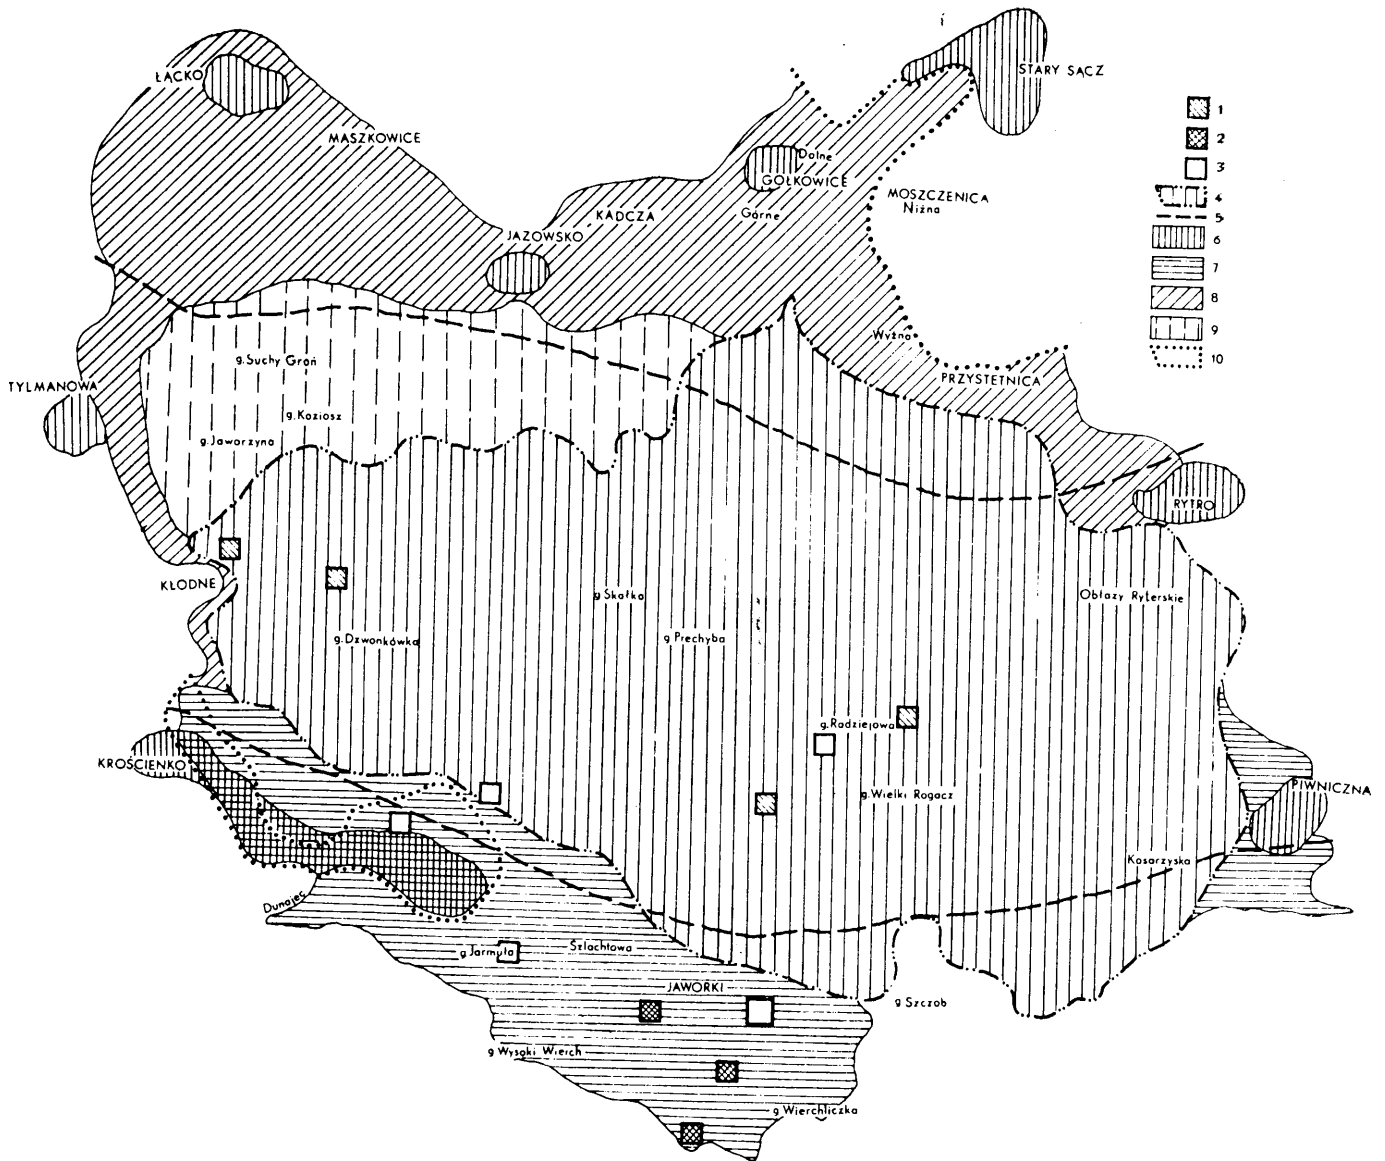 ŁĄCKO
STARY SĄCZ
MASZKOWICE
Dolne
GOŁKOWICE
Górne
MOSZCZENICA
Niżna
KADCZA
JAZOWSKO
1
2
3
4
5
6
7
8
9
10
g.Suchy Groń
Wyżna
TYLMANOWA
PRZYSIETNICA
g.Koziosz
g.Jaworzyna
RYTRO
KŁODNE
g.Skałka
Obłazy Ryterskie
g.Dzwonkówka
g.Prechyba
g.Radziejowa
KROŚCIENKO
g.Wielki Rogacz
PIWNICZNA
Kosarzyska
Dunajec
g.Jarmuta
Szlachtowa
JAWORKI
g.Szczob
g.Wysoki Wierch
g.Wierchliczka